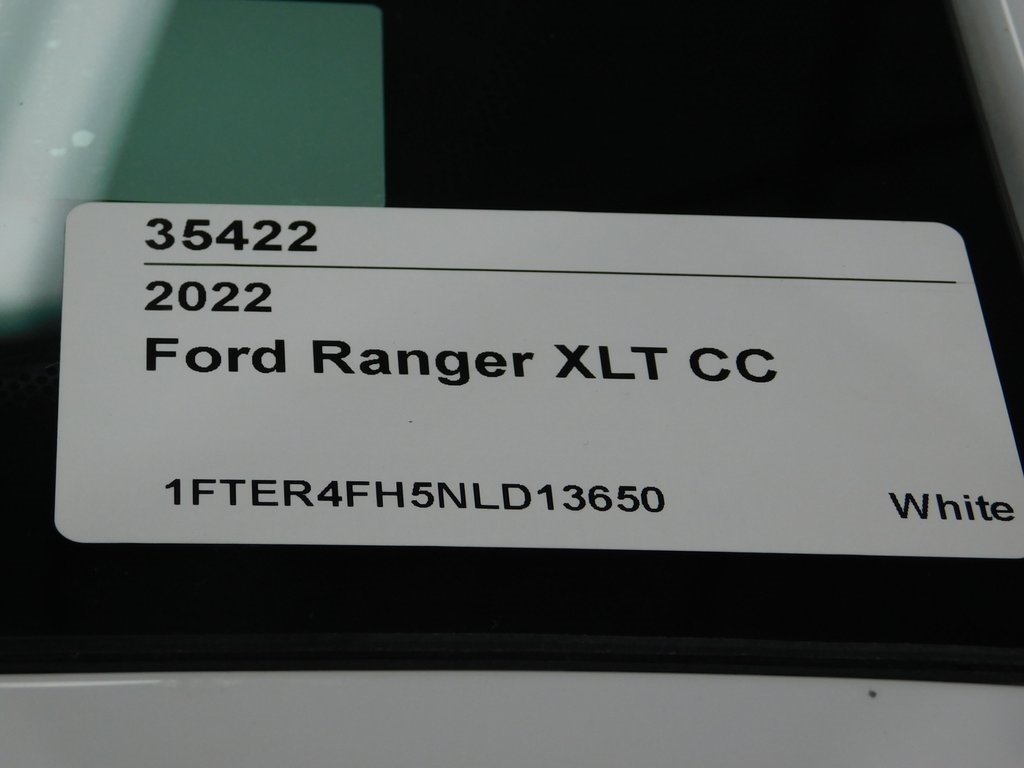 35422
2022
Ford Ranger XLT CC
1FTER4FH5NLD13650 White